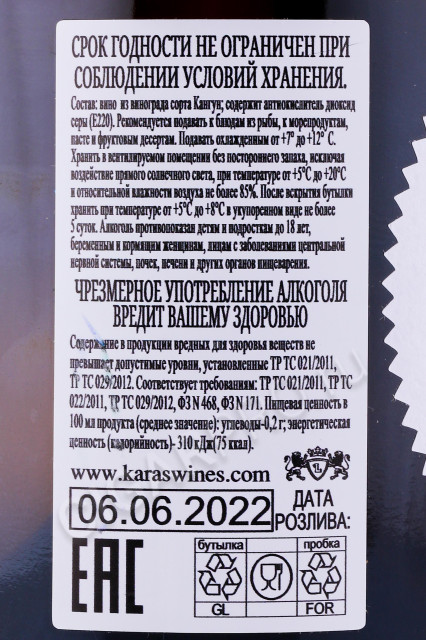 СРОК ГОДНОСТИ НЕ ОГРАНИЧЕН ПРИ
СОБЛЮДЕНИИ УСЛОВИЙ ХРАНЕНИЯ.
Состав: вино из винограда сорта Кангун; содержит антиокислитель диоксид
серы (Е220). Рекомендуется подавать к блюдам из рыбы, к морепродуктам,
пасте и фруктовым десертам. Подавать охлажденным от +7° до +12° С.
Хранить в вентилируемом помещении без постороннего запаха, исключая
воздействие прямого солнечного света, при температуре от +5°С до +20°С
и относительной влажности воздуха не более 85%. После вскрытия бутылки
хранить при температуре от +5°С до +8°С в укупоренном виде не более
5 суток. Алкоголь противопоказан детям и подросткам до 18 лет,
беременным и кормящим женщинам, лицам с заболеваниями центральной
нервной системы, почек, печени и других органов пищеварения.
ЧРЕЗМЕРНОЕ УПОТРЕБЛЕНИЕ АЛКОГОЛЯ
ВРЕДИТ ВАШЕМУ ЗДОРОВЬЮ
Содержание в продукции вредных для здоровья веществ не
превышает допустимые уровни, установленные ТР ТС 021/2011,
ТР ТС 029/2012. Соответствует требованиям: ТР ТС 021/2011, ТР ТС
022/2011, ТР ТС 029/2012, ФЗ N 468, ФЗ N 171. Пищевая ценность в
100 мл продукта (среднее значение): углеводы-0,2 г; энергетическая
ценность (калорийность)- 310 кДж(75 ккал).
www.karaswines.com
06.06.2022 ДАТА
РОЗЛИВА:
EAC
бутылка пробка
GL FOR